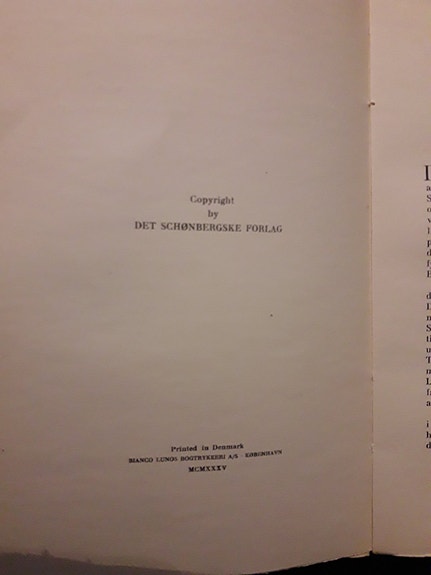 Copyright
by
DET SCHØNBERGSKE FORLAG
Printed in Denmark
BIANCO LUNOS BOGTRYKKERI A/S - KØBENHAVN
MCMXXXV